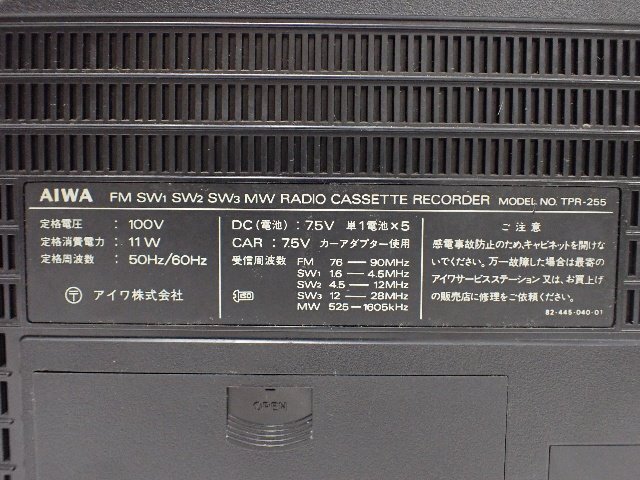 AIWA FM SW1 SW2 SW3 MW RADIO CASSETTE RECORDER MODEL NO. TPR-255
定格電圧 : 100V
定格消費電力 : 11W
定格周波数 : 50Hz/60Hz
〒 アイワ株式会社
DC(電池) : 7.5V 単1電池×5
CAR : 7.5V カーアダプター使用
受信周波数 FM 76 — 90MHz
SW1 1.6 — 4.5MHz
SW2 4.5 — 12MHz
SW3 12 — 28MHz
MW 525—1605kHz
ご注意
感電事故防止のため、キャビネットを開け
ないでください。万一故障した場合は最寄の
アイワサービスステーション又は、お買上げ
の販売店に修理をご依頼ください。
82-445-040-01
OPEN